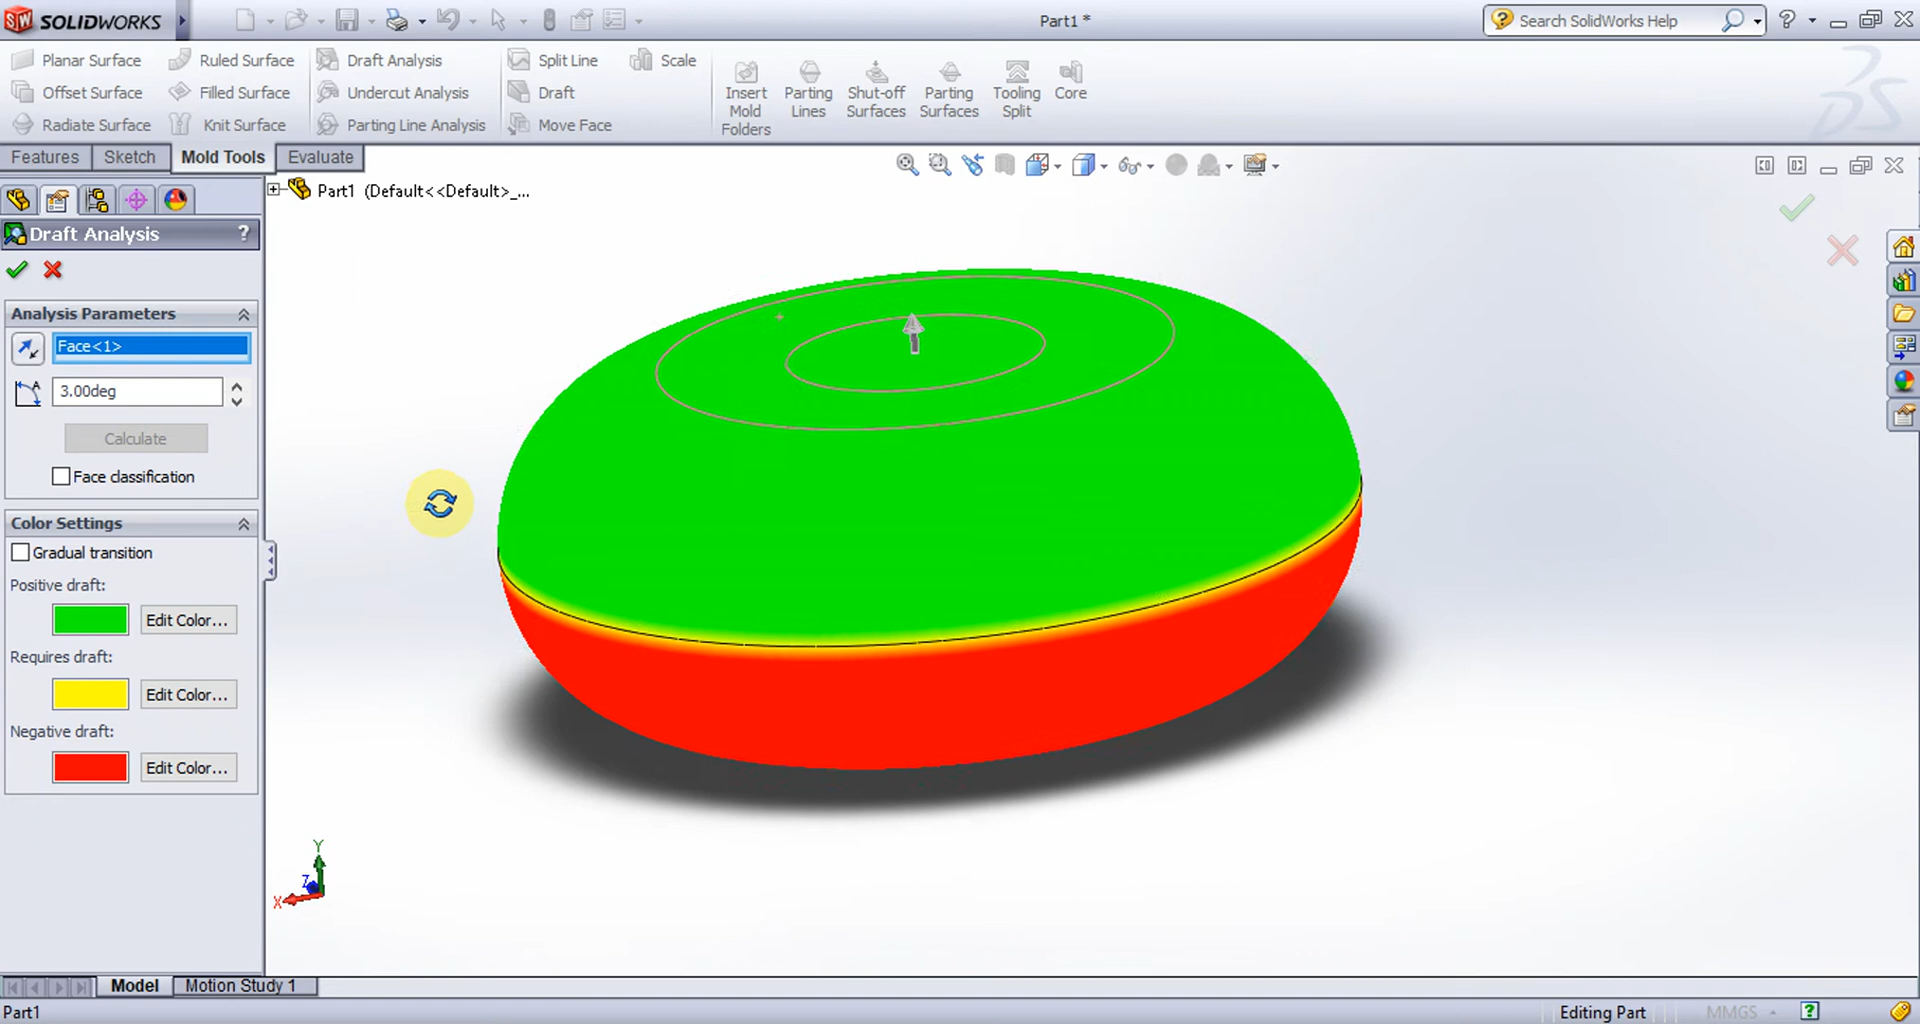 SOLIDWORKS
Part1 *
Search SolidWorks Help
Planar Surface
Ruled Surface
Draft Analysis
Split Line
Scale
Offset Surface
Filled Surface
Undercut Analysis
Draft
Radiate Surface
Knit Surface
Parting Line Analysis
Move Face
Insert
Mold
Folders
Parting
Lines
Shut-off
Surfaces
Parting
Surfaces
Tooling
Split
Core
Features
Sketch
Mold Tools
Evaluate
Part1 (Default<<Default>_...
Draft Analysis
?
Analysis Parameters
Face<1>
3.00deg
Calculate
Face classification
Color Settings
Gradual transition
Positive draft:
Edit Color...
Requires draft:
Edit Color...
Negative draft:
Edit Color...
Y
Z
X
Model
Motion Study 1
Part1
Editing Part
MMGS